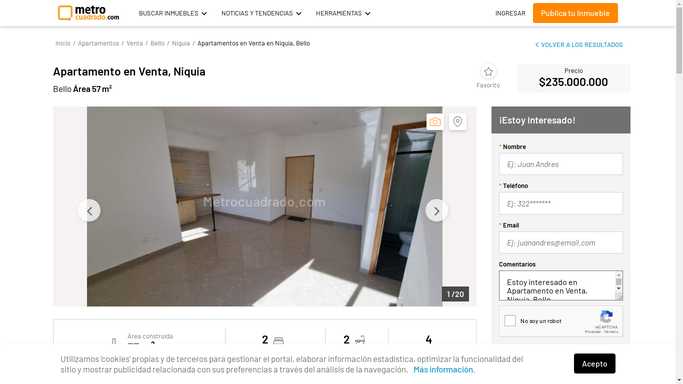 metro
cuadrado.com
BUSCAR INMUEBLES
NOTICIAS Y TENDENCIAS
HERRAMIENTAS
INGRESAR
Publica tu Inmueble
Inicio / Apartamentos / Venta / Bello / Niquia / Apartamentos en Venta en Niquia, Bello
VOLVER A LOS RESULTADOS
Apartamento en Venta, Niquia
Bello Área 57 m²
Favorito
Precio
$235.000.000
Metrocuadrado.com
1 / 20
¡Estoy Interesado!
* Nombre
Ej: Juan Andres
* Teléfono
Ej: 322*******
* Email
Ej: juanandres@email.com
Comentarios
Estoy interesado en
Apartamento en Venta,
Niquia, Bello
No soy un robot
reCAPTCHA
Privacidad - Términos
Área construida
2
2
4
Utilizamos 'cookies' propias y de terceros para gestionar el portal, elaborar información estadística, optimizar la funcionalidad del
sitio y mostrar publicidad relacionada con sus preferencias a través del análisis de la navegación. Más información.
Acepto